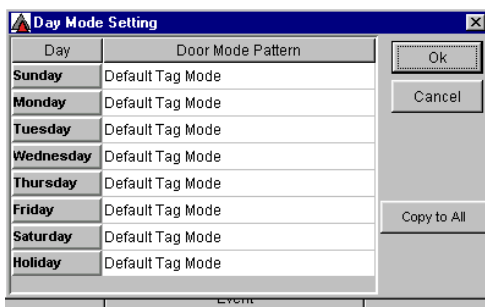 Day Mode Setting
Day Door Mode Pattern
Sunday Default Tag Mode
Monday Default Tag Mode
Tuesday Default Tag Mode
Wednesday Default Tag Mode
Thursday Default Tag Mode
Friday Default Tag Mode
Saturday Default Tag Mode
Holiday Default Tag Mode
Ok
Cancel
Copy to All
Event